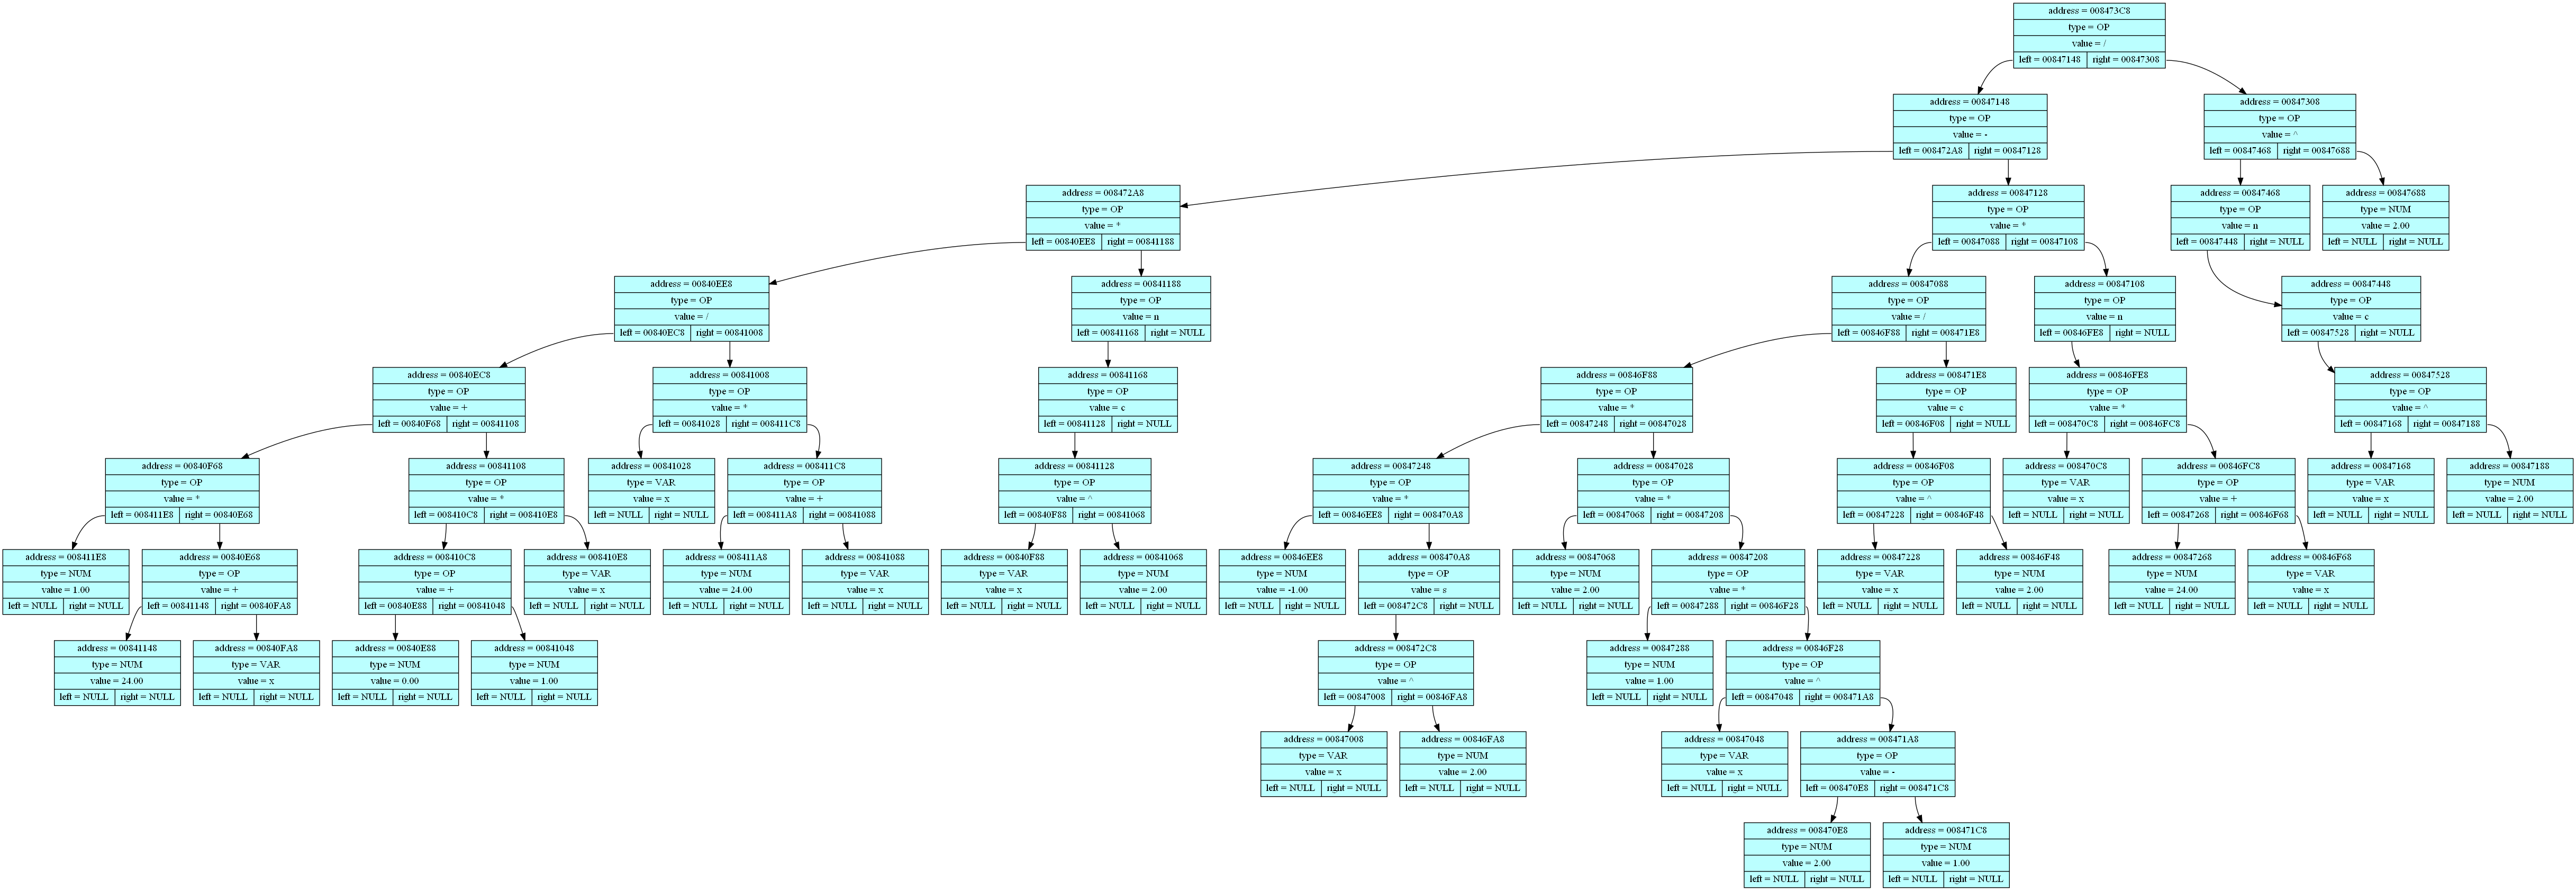 address = 008473C8
type = OP
value = /
left = 00847148 right = 00847308
address = 00847148
type = OP
value = -
left = 008472A8 right = 00847128
address = 00847308
type = OP
value = ^
left = 00847468 right = 00847688
address = 008472A8
type = OP
value = *
left = 00840EE8 right = 00841188
address = 00847128
type = OP
value = *
left = 00847088 right = 00847108
address = 00847468
type = OP
value = n
left = 00847448 right = NULL
address = 00847688
type = NUM
value = 2.00
left = NULL right = NULL
address = 00840EE8
type = OP
value = /
left = 00840EC8 right = 00841008
address = 00841188
type = OP
value = n
left = 00841168 right = NULL
address = 00847088
type = OP
value = /
left = 00846F88 right = 008471E8
address = 00847108
type = OP
value = n
left = 00846FE8 right = NULL
address = 00847448
type = OP
value = c
left = 00847528 right = NULL
address = 00840EC8
type = OP
value = +
left = 00840F68 right = 00841108
address = 00841008
type = OP
value = *
left = 00841028 right = 008411C8
address = 00841168
type = OP
value = c
left = 00841128 right = NULL
address = 00846F88
type = OP
value = *
left = 00847248 right = 00847028
address = 008471E8
type = OP
value = c
left = 00846F08 right = NULL
address = 00846FE8
type = OP
value = *
left = 008470C8 right = 00846FC8
address = 00847528
type = OP
value = ^
left = 00847168 right = 00847188
address = 00840F68
type = OP
value = *
left = 008411E8 right = 00840E68
address = 00841108
type = OP
value = *
left = 008410C8 right = 008410E8
address = 00841028
type = VAR
value = x
left = NULL right = NULL
address = 008411C8
type = OP
value = +
left = 008411A8 right = 00841088
address = 00841128
type = OP
value = ^
left = 00840F88 right = 00841068
address = 00847248
type = OP
value = *
left = 00846EE8 right = 008470A8
address = 00847028
type = OP
value = *
left = 00847068 right = 00847208
address = 00846F08
type = OP
value = ^
left = 00847228 right = 00846F48
address = 008470C8
type = VAR
value = x
left = NULL right = NULL
address = 00846FC8
type = OP
value = +
left = 00847268 right = 00846F68
address = 00847168
type = VAR
value = x
left = NULL right = NULL
address = 00847188
type = NUM
value = 2.00
left = NULL right = NULL
address = 008411E8
type = NUM
value = 1.00
left = NULL right = NULL
address = 00840E68
type = OP
value = +
left = 00841148 right = 00840FA8
address = 008410C8
type = OP
value = +
left = 00840E88 right = 00841048
address = 008410E8
type = VAR
value = x
left = NULL right = NULL
address = 008411A8
type = NUM
value = 24.00
left = NULL right = NULL
address = 00841088
type = VAR
value = x
left = NULL right = NULL
address = 00840F88
type = VAR
value = x
left = NULL right = NULL
address = 00841068
type = NUM
value = 2.00
left = NULL right = NULL
address = 00846EE8
type = NUM
value = -1.00
left = NULL right = NULL
address = 008470A8
type = OP
value = s
left = 008472C8 right = NULL
address = 00847068
type = NUM
value = 2.00
left = NULL right = NULL
address = 00847208
type = OP
value = *
left = 00847288 right = 00846F28
address = 00847228
type = VAR
value = x
left = NULL right = NULL
address = 00846F48
type = NUM
value = 2.00
left = NULL right = NULL
address = 00847268
type = NUM
value = 24.00
left = NULL right = NULL
address = 00846F68
type = VAR
value = x
left = NULL right = NULL
address = 00841148
type = NUM
value = 24.00
left = NULL right = NULL
address = 00840FA8
type = VAR
value = x
left = NULL right = NULL
address = 00840E88
type = NUM
value = 0.00
left = NULL right = NULL
address = 00841048
type = NUM
value = 1.00
left = NULL right = NULL
address = 008472C8
type = OP
value = ^
left = 00847008 right = 00846FA8
address = 00847288
type = NUM
value = 1.00
left = NULL right = NULL
address = 00846F28
type = OP
value = ^
left = 00847048 right = 008471A8
address = 00847008
type = VAR
value = x
left = NULL right = NULL
address = 00846FA8
type = NUM
value = 2.00
left = NULL right = NULL
address = 00847048
type = VAR
value = x
left = NULL right = NULL
address = 008471A8
type = OP
value = -
left = 008470E8 right = 008471C8
address = 008470E8
type = NUM
value = 2.00
left = NULL right = NULL
address = 008471C8
type = NUM
value = 1.00
left = NULL right = NULL